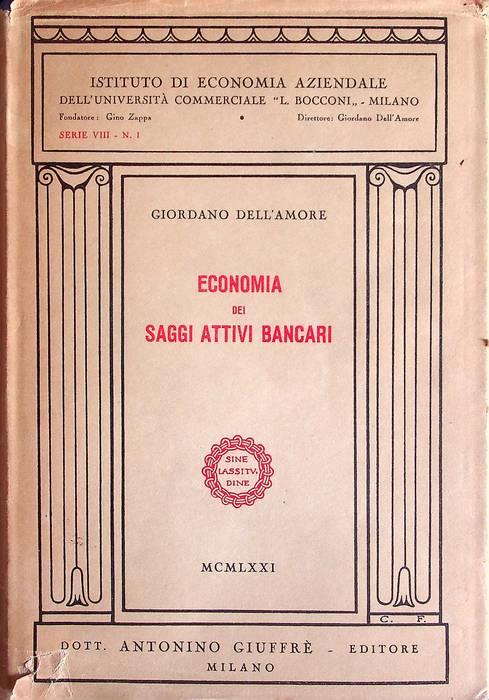 ISTITUTO DI ECONOMIA AZIENDALE
DELL'UNIVERSITÀ COMMERCIALE "L. BOCCONI„ - MILANO
Fondatore: Gino Zappa • Direttore: Giordano Dell'Amore
SERIE VIII - N. 1
GIORDANO DELL'AMORE
ECONOMIA
DEI
SAGGI ATTIVI BANCARI
SINE
LASSITV.
DINE
MCMLXXI
C. F.
DOTT. ANTONINO GIUFFRÈ - EDITORE
MILANO